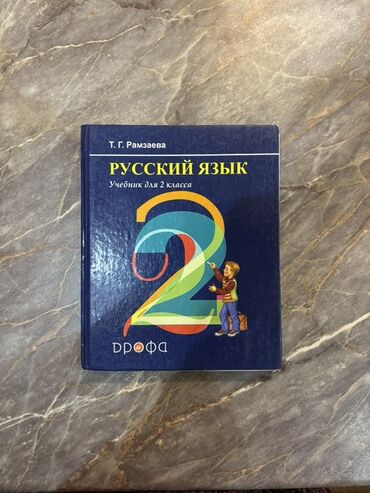 Т. Г. Рамзаева
РУССКИЙ ЯЗЫК
Учебник для 2 класса
2
дрофа